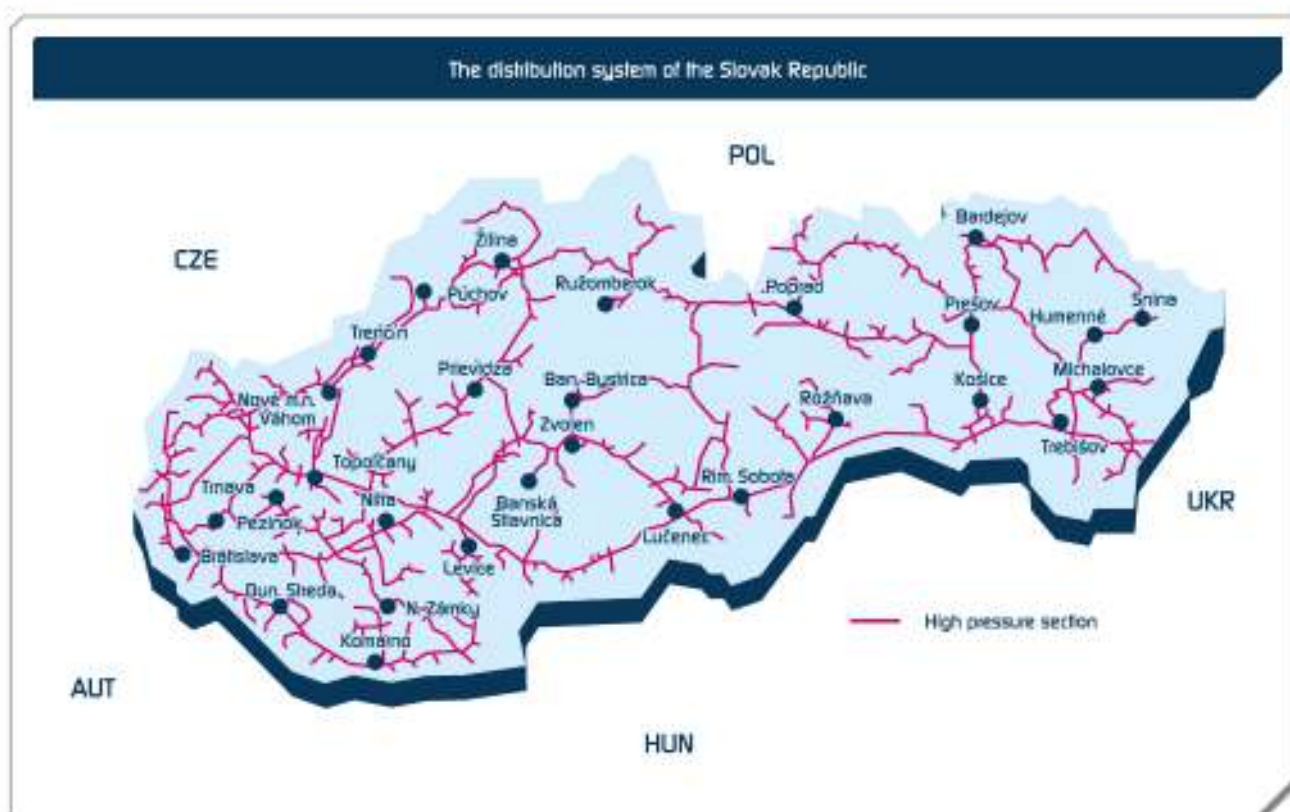 The distribution system of the Slovak Republic
POL
CZE
Bardejov
Žilina
Púchov
Ružomberok
Poprad
Prešov
Snina
Humenné
Trenčín
Prievidza
Ban. Bystrica
Michalovce
Košice
Nové n.n.
Váhom
Rožňava
Zvolen
Trebišov
Topoľčany
Rim. Sobota
Trnava
Nitra
Banská
Štiavnica
UKR
Pezinok
Lučenec
Bratislava
Levice
Dun. Streda
N. Zámky
High pressure section
Komárno
AUT
HUN